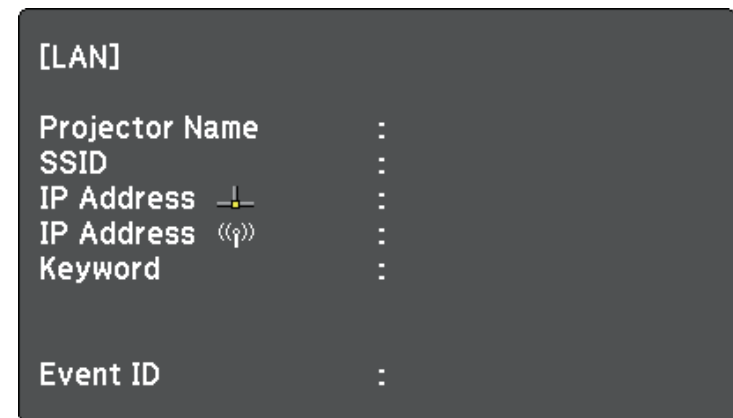 [LAN]
Projector Name :
SSID :
IP Address :
IP Address :
Keyword :
Event ID :